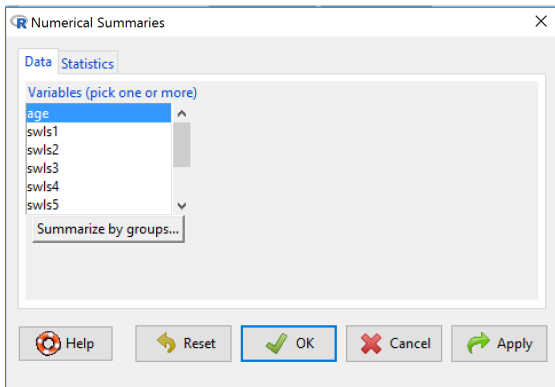 Numerical Summaries
Data Statistics
Variables (pick one or more)
age
swls1
swls2
swls3
swls4
swls5
Summarize by groups...
Help Reset OK Cancel Apply